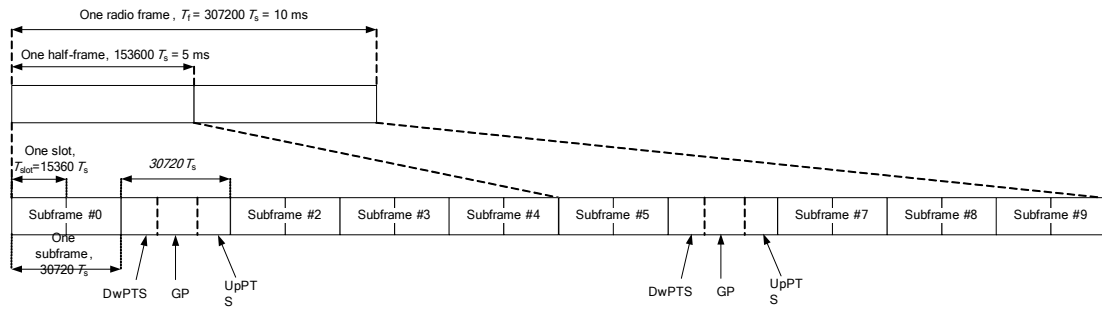 One radio frame , Tf = 307200 Ts = 10 ms
One half-frame, 153600 Ts = 5 ms
One slot,
Tslot=15360 Ts
30720 Ts
Subframe #0
Subframe #2
Subframe #3
Subframe #4
Subframe #5
Subframe #7
Subframe #8
Subframe #9
One
subframe,
30720 Ts
DwPTS
GP
UpPT
S
DwPTS
GP
UpPT
S